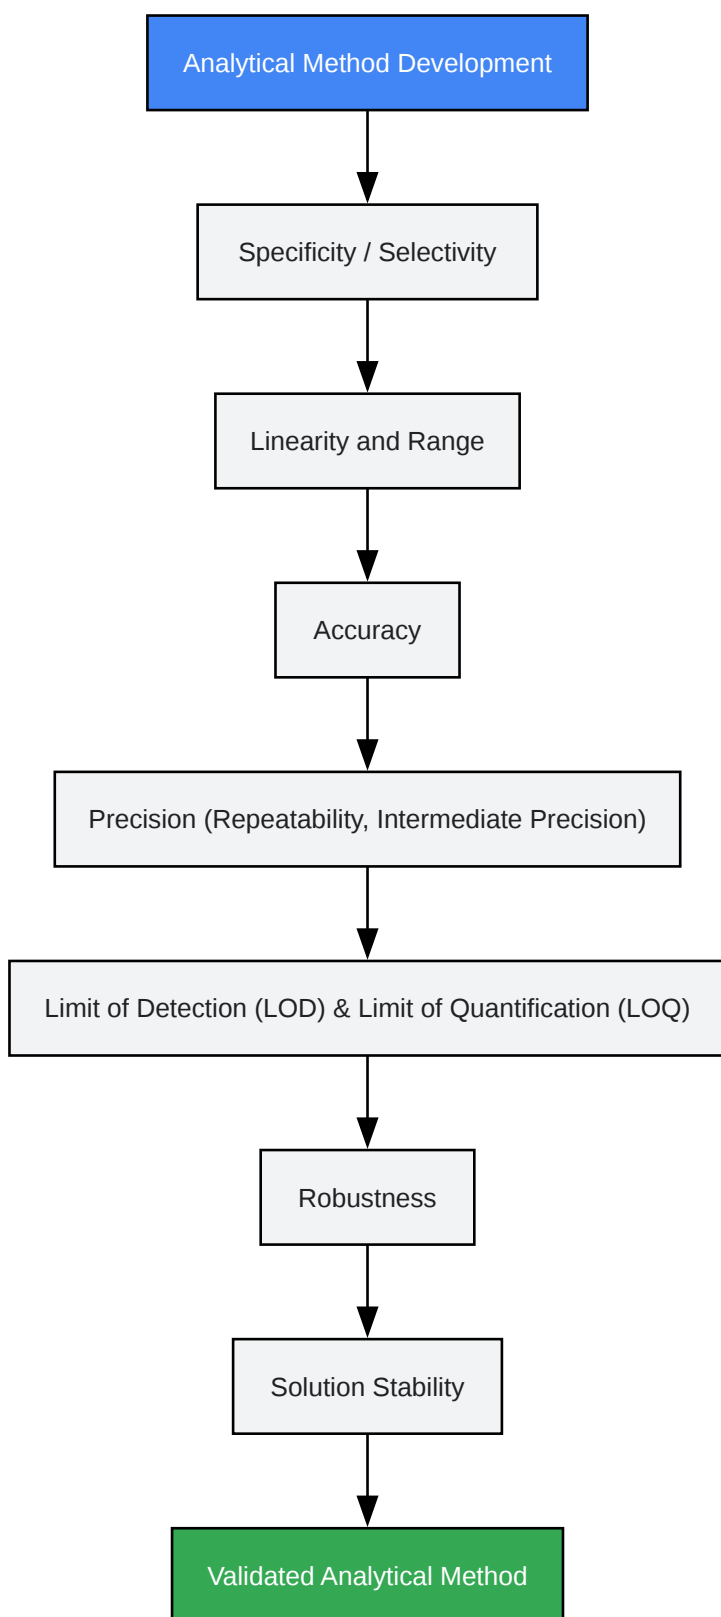 Analytical Method Development
Specificity / Selectivity
Linearity and Range
Accuracy
Precision (Repeatability, Intermediate Precision)
Limit of Detection (LOD) & Limit of Quantification (LOQ)
Robustness
Solution Stability
Validated Analytical Method